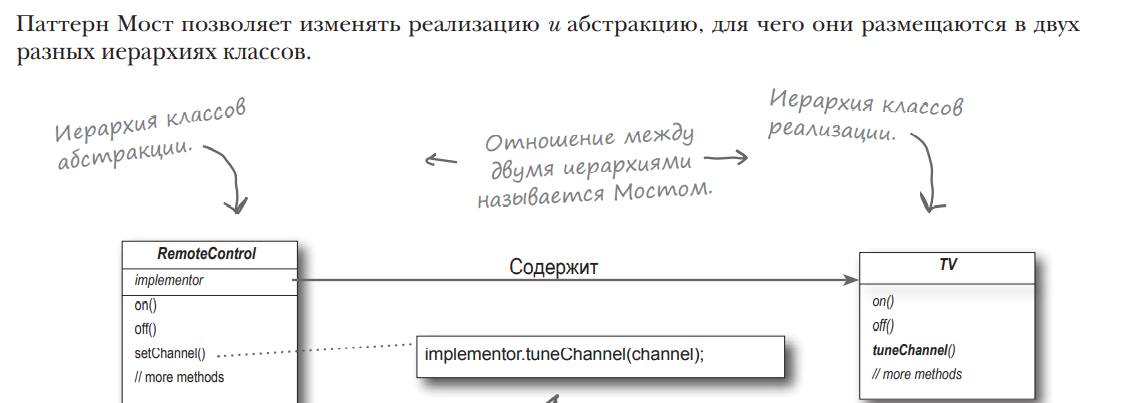 Паттерн Мост позволяет изменять реализацию и абстракцию, для чего они размещаются в двух
разных иерархиях классов.
Иерархия классов
абстракции.
Отношение между
двумя иерархиями
называется Мостом.
Иерархия классов
реализации.
RemoteControl
implementor
on()
off()
setChannel()
// more methods
Содержит
implementor.tuneChannel(channel);
TV
on()
off()
tuneChannel()
// more methods